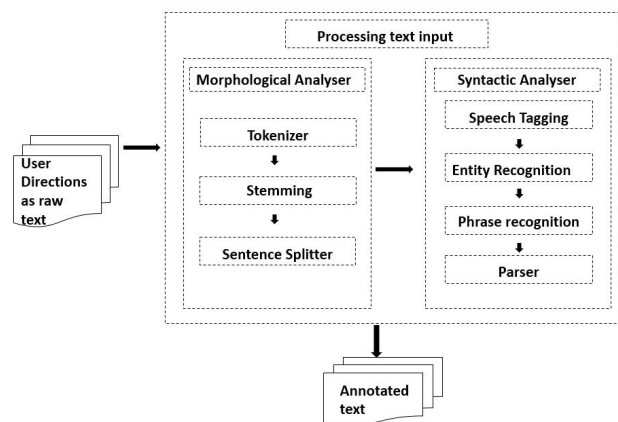 Processing text input
Morphological Analyser
Tokenizer
Stemming
Sentence Splitter
Syntactic Analyser
Speech Tagging
Entity Recognition
Phrase recognition
Parser
User
Directions
as raw
text
Annotated
text